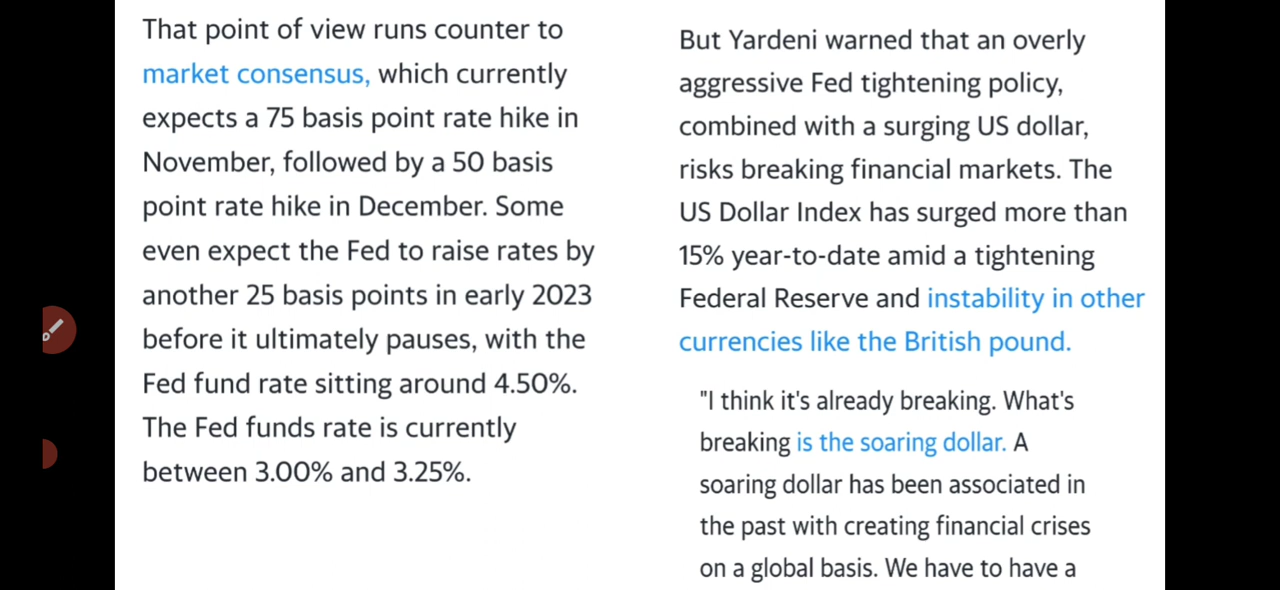 That point of view runs counter to
market consensus, which currently
expects a 75 basis point rate hike in
November, followed by a 50 basis
point rate hike in December. Some
even expect the Fed to raise rates by
another 25 basis points in early 2023
before it ultimately pauses, with the
Fed fund rate sitting around 4.50%.
The Fed funds rate is currently
between 3.00% and 3.25%.
But Yardeni warned that an overly
aggressive Fed tightening policy,
combined with a surging US dollar,
risks breaking financial markets. The
US Dollar Index has surged more than
15% year-to-date amid a tightening
Federal Reserve and instability in other
currencies like the British pound.
"I think it's already breaking. What's
breaking is the soaring dollar. A
soaring dollar has been associated in
the past with creating financial crises
on a global basis. We have to have a